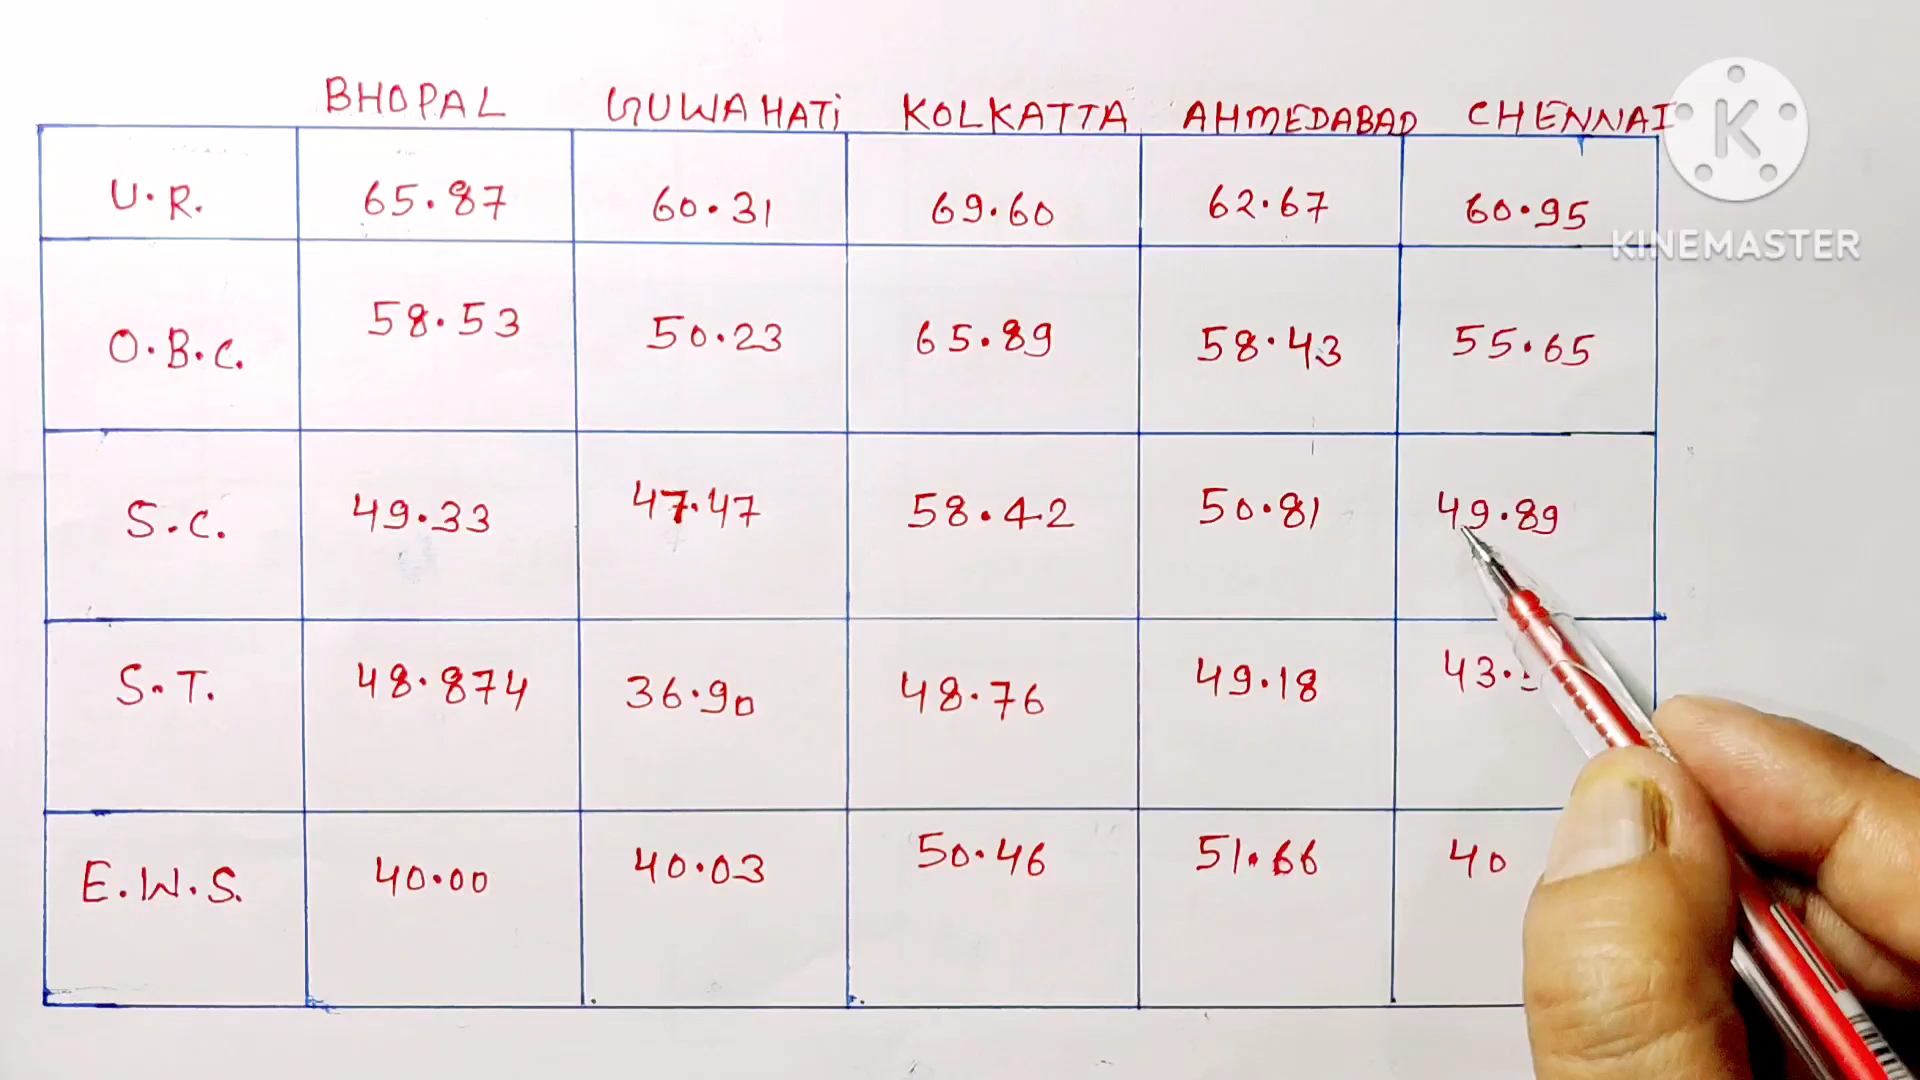 BHOPAL GUWAHATi KOLKATTA AHMEDABAD CHENNAI
K
KINEMASTER
U.R. 65.87 60.31 69.60 62.67 60.95
O.B.C. 58.53 50.23 65.89 58.43 55.65
S.C. 49.33 47.47 58.42 50.81 49.89
S.T. 48.874 36.90 48.76 49.18 43.
E.W.S. 40.00 40.03 50.46 51.66 40